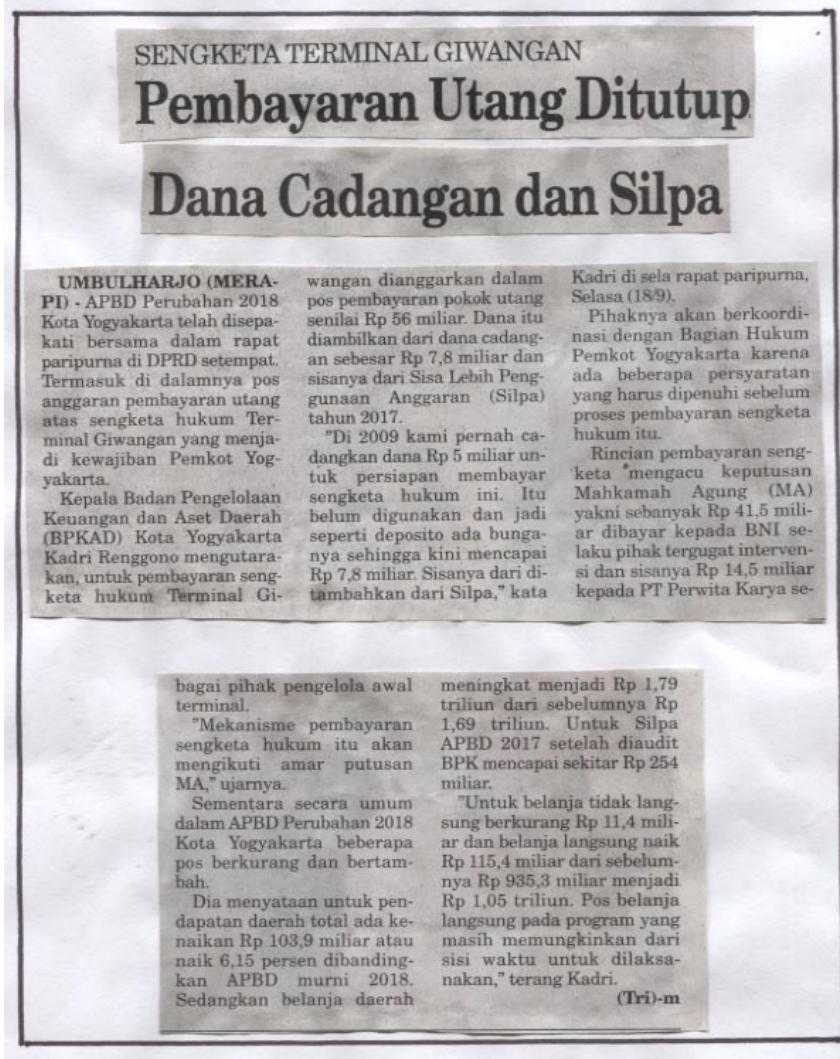 SENGKETA TERMINAL GIWANGAN
Pembayaran Utang Ditutup
Dana Cadangan dan Silpa
UMBULHARJO (MERA-
PI) - APBD Perubahan 2018
Kota Yogyakarta telah disepa-
kati bersama dalam rapat
paripurna di DPRD setempat.
Termasuk di dalamnya pos
anggaran pembayaran utang
atas sengketa hukum Ter-
minal Giwangan yang menja-
di kewajiban Pemkot Yog-
yakarta.
Kepala Badan Pengelolaan
Keuangan dan Aset Daerah
(BPKAD) Kota Yogyakarta
Kadri Renggono mengutara-
kan, untuk pembayaran seng-
keta hukum Terminal Gi-
wangan dianggarkan dalam
pos pembayaran pokok utang
senilai Rp 56 miliar. Dana itu
diambilkan dari dana cadang-
an sebesar Rp 7,8 miliar dan
sisanya dari Sisa Lebih Peng-
gunaan Anggaran (Silpa)
tahun 2017.
"Di 2009 kami pernah ca-
dangkan dana Rp 5 miliar un-
tuk persiapan membayar
sengketa hukum ini. Itu
belum digunakan dan jadi
seperti deposito ada bunga-
nya sehingga kini mencapai
Rp 7,8 miliar. Sisanya dari di-
tambahkan dari Silpa," kata
Kadri di sela rapat paripurna,
Selasa (18/9).
Pihaknya akan berkoordi-
nasi dengan Bagian Hukum
Pemkot Yogyakarta karena
ada beberapa persyaratan
yang harus dipenuhi sebelum
proses pembayaran sengketa
hukum itu.
Rincian pembayaran seng-
keta mengacu keputusan
Mahkamah Agung (MA)
yakni sebanyak Rp 41,5 mili-
ar dibayar kepada BNI se-
laku pihak tergugat interven-
si dan sisanya Rp 14,5 miliar
kepada PT Perwita Karya se-
bagai pihak pengelola awal
terminal.
"Mekanisme pembayaran
sengketa hukum itu akan
mengikuti amar putusan
MA," ujarnya.
Sementara secara umum
dalam APBD Perubahan 2018
Kota Yogyakarta beberapa
pos berkurang dan bertam-
bah.
Dia menyataan untuk pen-
dapatan daerah total ada ke-
naikan Rp 103,9 miliar atau
naik 6,15 persen dibanding-
kan APBD murni 2018.
Sedangkan belanja daerah
meningkat menjadi Rp 1,79
triliun dari sebelumnya Rp
1,69 triliun. Untuk Silpa
APBD 2017 setelah diaudit
BPK mencapai sekitar Rp 254
miliar.
"Untuk belanja tidak lang-
sung berkurang Rp 11,4 mili-
ar dan belanja langsung naik
Rp 115,4 miliar dari sebelum-
nya Rp 935,3 miliar menjadi
Rp 1,05 triliun. Pos belanja
langsung pada program yang
masih memungkinkan dari
sisi waktu untuk dilaksa-
nakan," terang Kadri.
(Tri)-m